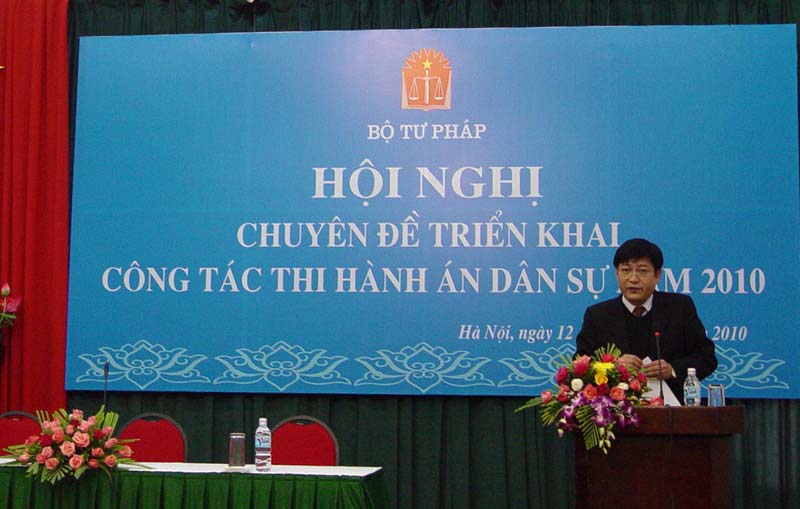 BỘ TƯ PHÁP
HỘI NGHỊ
CHUYÊN ĐỀ TRIỂN KHAI
CÔNG TÁC THI HÀNH ÁN DÂN SỰ ĂM 2010
Hà Nội, ngày 12 2010